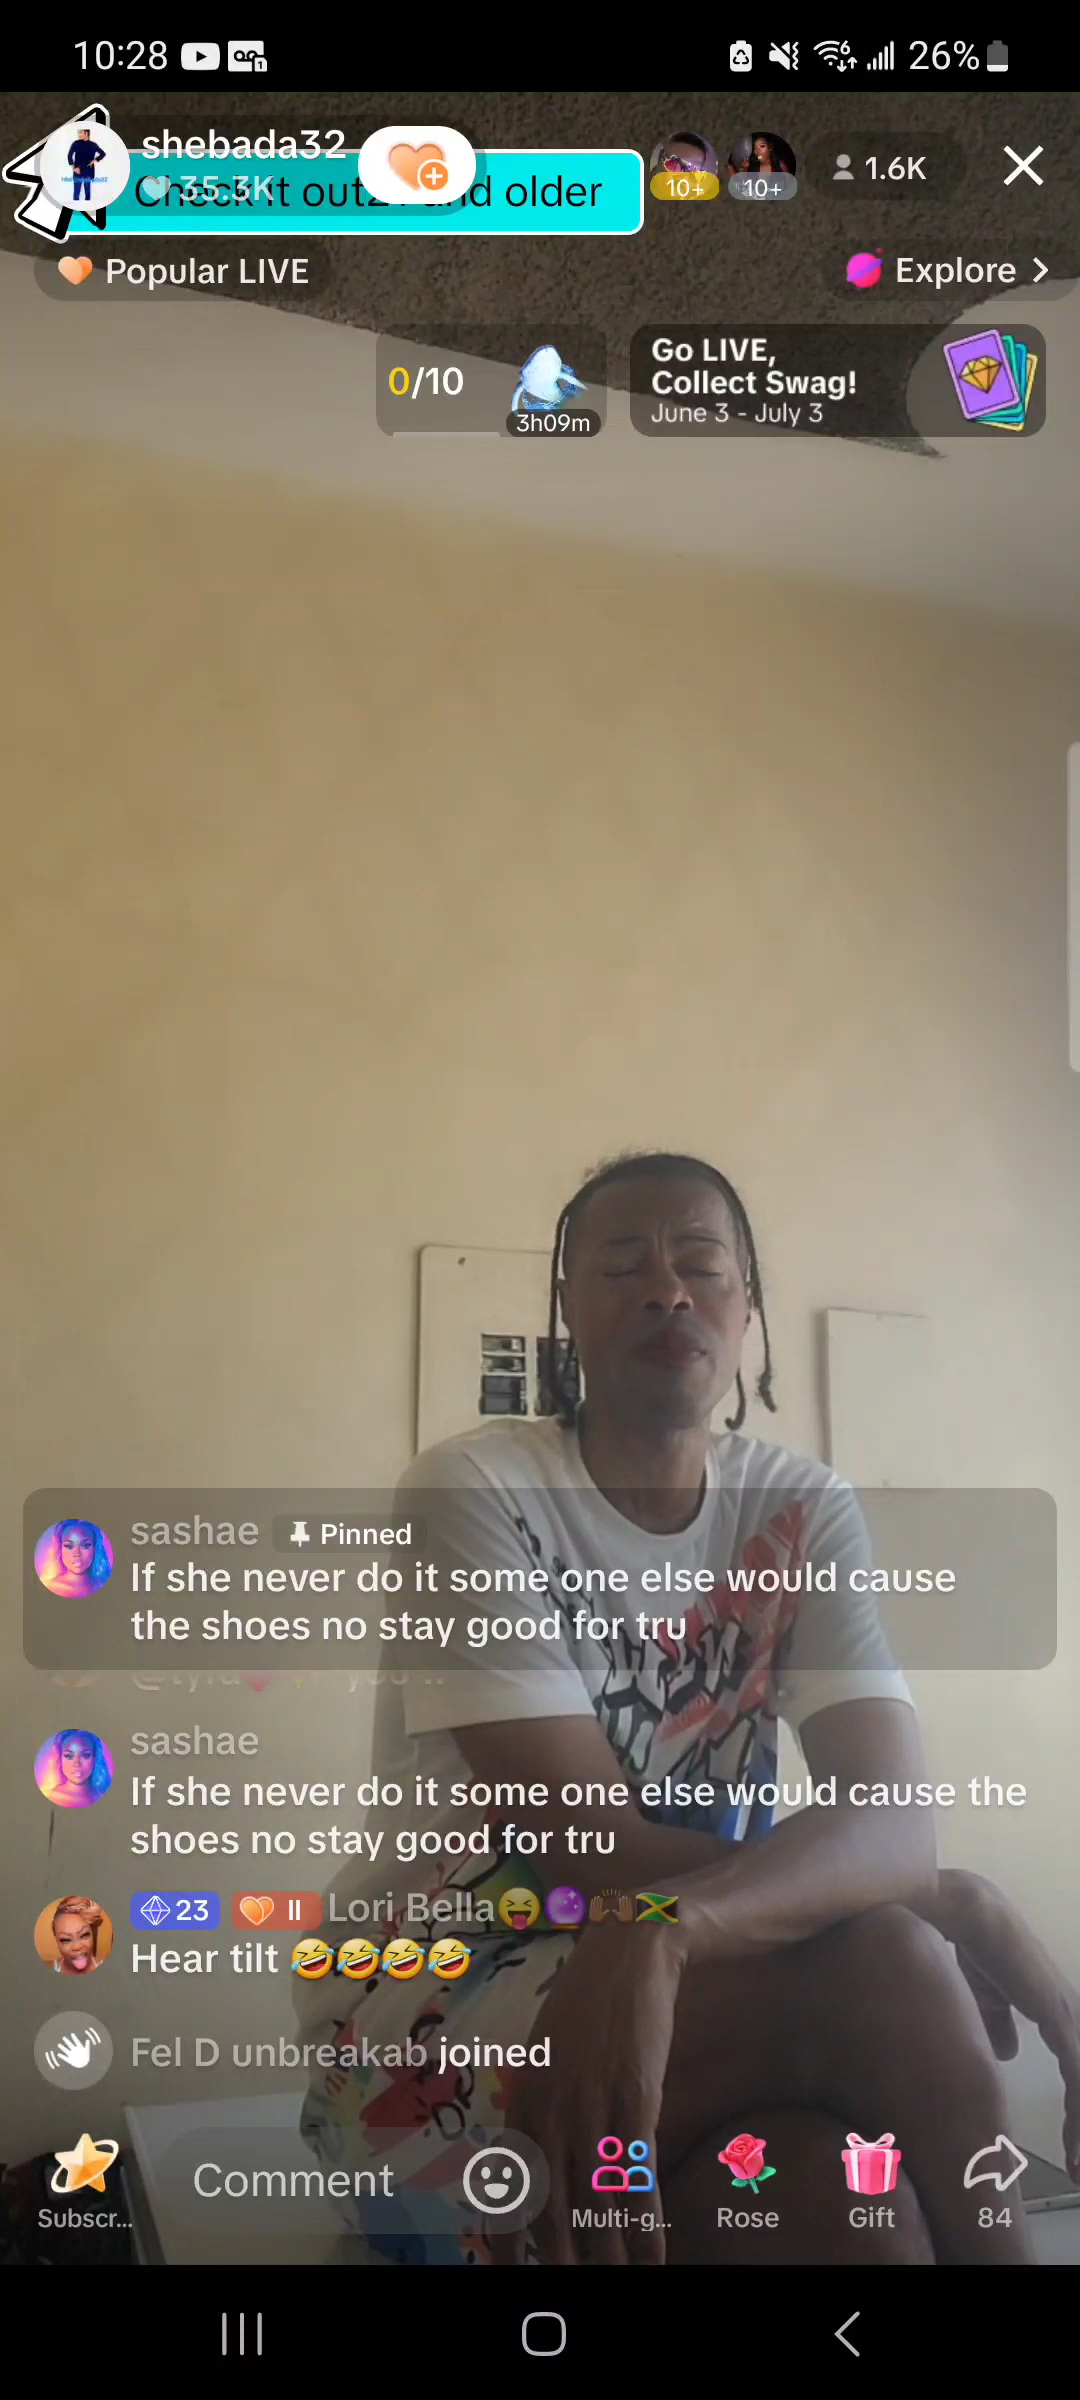 10:28
26%
shebada32
35.3K
Check it out
and older
10+
10+
1.6K
Popular LIVE
Explore
0/10
3h09m
Go LIVE,
Collect Swag!
June 3 - July 3
sashae Pinned
If she never do it some one else would cause
the shoes no stay good for tru
sashae
If she never do it some one else would cause the
shoes no stay good for tru
23 II Lori Bella😝🔮🙌🏾🇯🇲
Hear tilt 🤣🤣🤣🤣
Fel D unbreakab joined
Comment
Subscr...
Multi-g...
Rose
Gift
84